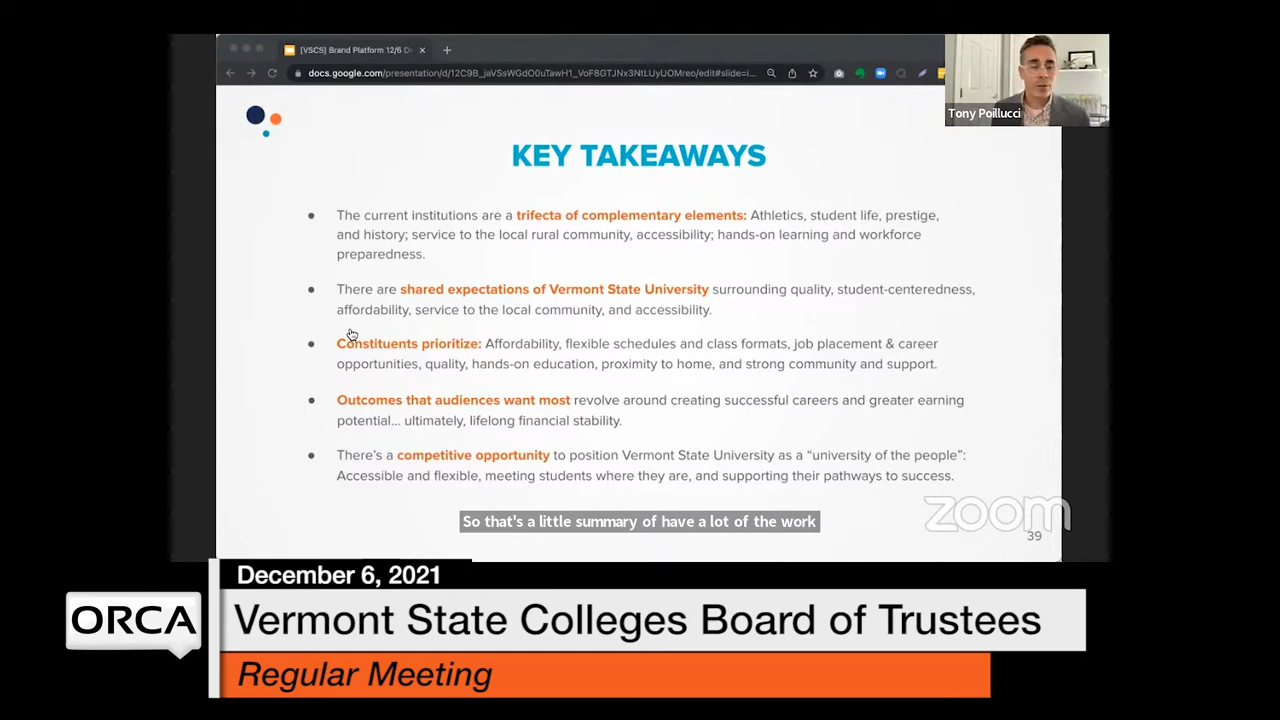 [VSCS] Brand Platform 12/6 D
docs.google.com/presentation/d/12C9B_jaVSsWGdO0uTawH1_VoF8GTJNx3NtLUyUOMreo/edit#slide=i...
Tony Poillucci
KEY TAKEAWAYS
The current institutions are a trifecta of complementary elements: Athletics, student life, prestige,
and history; service to the local rural community, accessibility; hands-on learning and workforce
preparedness.
There are shared expectations of Vermont State University surrounding quality, student-centeredness,
affordability, service to the local community, and accessibility.
Constituents prioritize: Affordability, flexible schedules and class formats, job placement & career
opportunities, quality, hands-on education, proximity to home, and strong community and support.
Outcomes that audiences want most revolve around creating successful careers and greater earning
potential... ultimately, lifelong financial stability.
There's a competitive opportunity to position Vermont State University as a “university of the people”:
Accessible and flexible, meeting students where they are, and supporting their pathways to success.
So that's a little summary of have a lot of the work
zoom
39
December 6, 2021
ORCA
Vermont State Colleges Board of Trustees
Regular Meeting